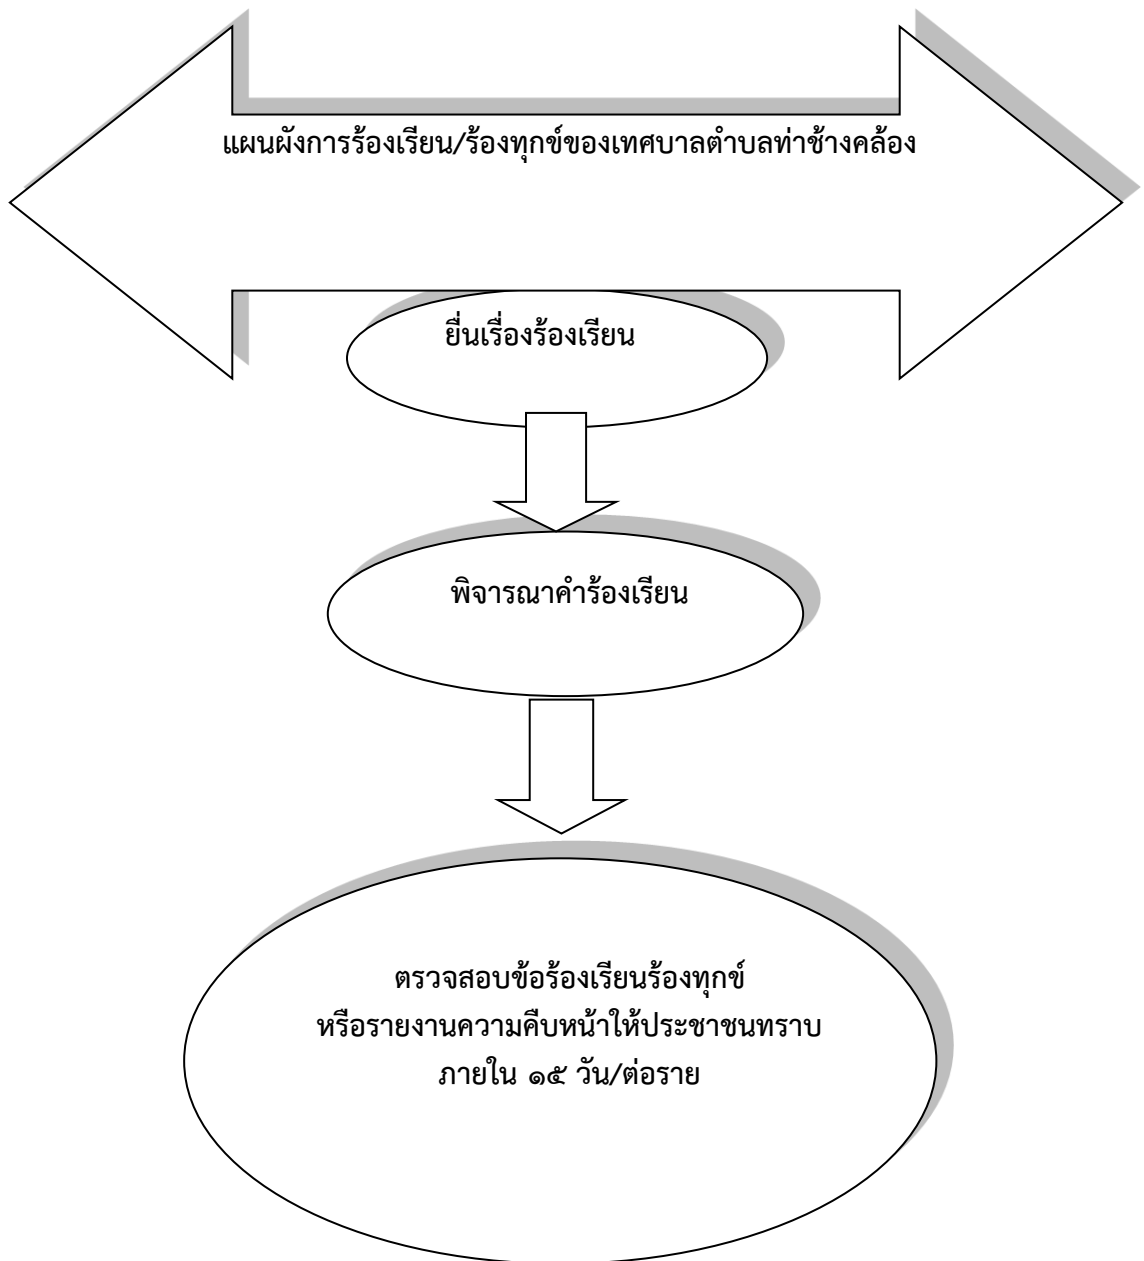 แผนผังการร้องเรียน/ร้องทุกข์ของเทศบาลตำบลท่าช้างคล้อง
ยื่นเรื่องร้องเรียน
พิจารณาคำร้องเรียน
ตรวจสอบข้อร้องเรียนร้องทุกข์
หรือรายงานความคืบหน้าให้ประชาชนทราบ
ภายใน ๑๕ วัน/ต่อราย